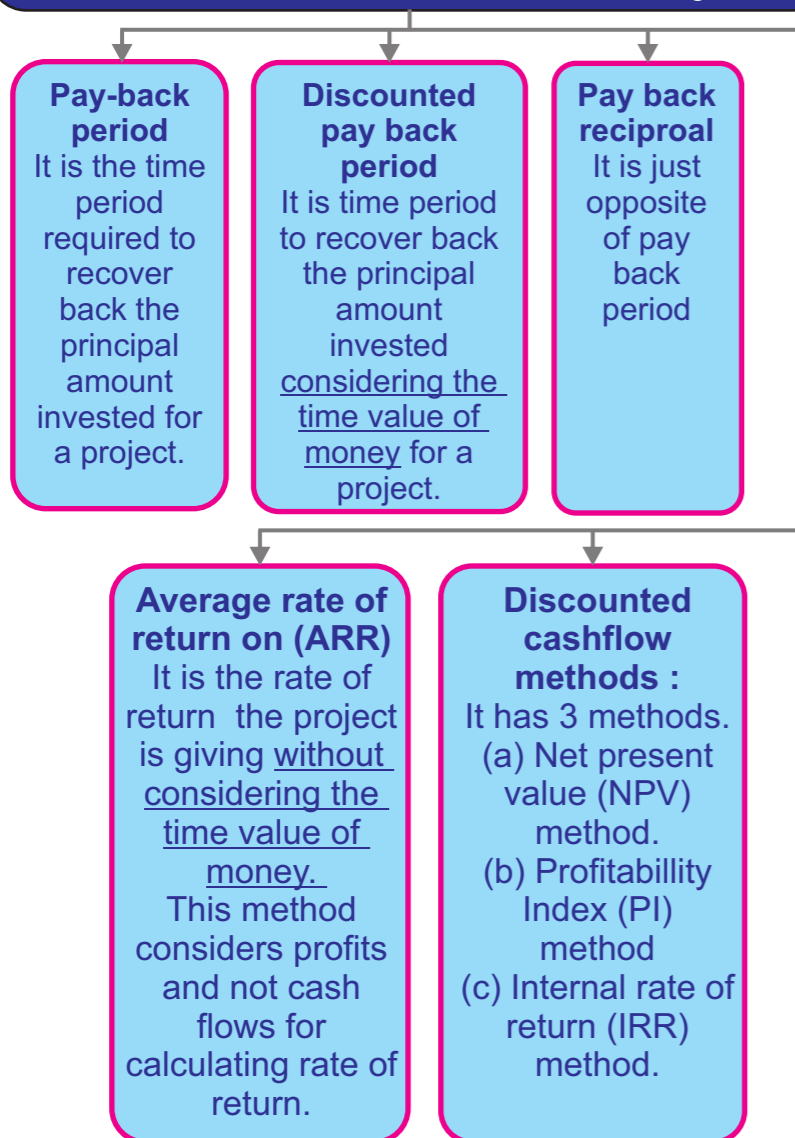 Pay-back
period
It is the time
period
required to
recover
back the
principal
amount
invested for
a project.
Discounted
pay back
period
It is time period
to recover back
the principal
amount
invested
considering the
time value of
money for a
project.
Pay back
reciproal
It is just
opposite
of pay
back
period
Average rate of
return on (ARR)
It is the rate of
return the project
is giving without
considering the
time value of
money.
This method
considers profits
and not cash
flows for
calculating rate of
return.
Discounted
cashflow
methods :
It has 3 methods.
(a) Net present
value (NPV)
method.
(b) Profitabillity
Index (PI)
method
(c) Internal rate of
return (IRR)
method.